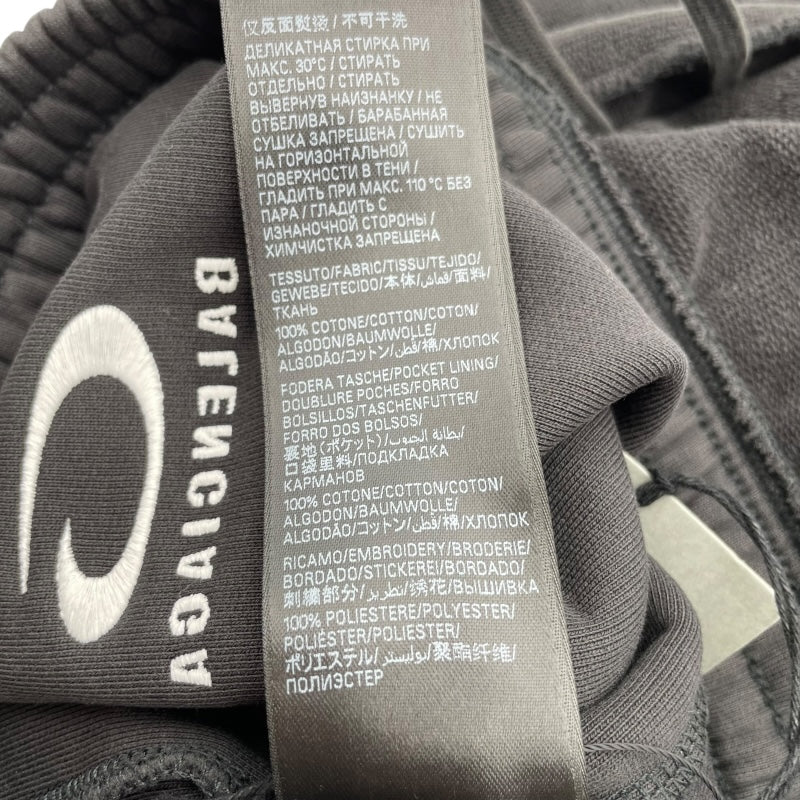 仅反面熨烫/不可干洗
ДЕЛИКАТНАЯ СТИРКА ПРИ
МАКС. 30°C / СТИРАТЬ
ОТДЕЛЬНО / СТИРАТЬ
ВЫВЕРНУВ НАИЗНАНКУ / НЕ
ОТБЕЛИВАТЬ / БАРАБАННАЯ
СУШКА ЗАПРЕЩЕНА / СУШИТЬ
НА ГОРИЗОНТАЛЬНОЙ
ПОВЕРХНОСТИ В ТЕНИ /
ГЛАДИТЬ ПРИ МАКС. 110 °C БЕЗ
ПАРА / ГЛАДИТЬ С
ИЗНАНОЧНОЙ СТОРОНЫ /
ХИМЧИСТКА ЗАПРЕЩЕНА
TESSUTO/FABRIC/TISSU/TEJIDO/
GEWEBE/TECIDO/本体/قماش/面料/
ТКАНЬ
100% COTONE/COTTON/COTON/
ALGODON/BAUMWOLLE/
ALGODÃO/コットン/قطن/棉/ХЛОПОК
FODERA TASCHE/POCKET LINING/
DOUBLURE POCHES/FORRO
BOLSILLOS/TASCHENFUTTER/
FORRO DOS BOLSOS/
裏地(ポケット)/بطانة الجيوب/
口袋里料/ПОДКЛАДКА
КАРМАНОВ
100% COTONE/COTTON/COTON/
ALGODON/BAUMWOLLE/
ALGODÃO/コットン/قطن/棉/ХЛОПОК
RICAMO/EMBROIDERY/BRODERIE/
BORDADO/STICKEREI/BORDADO/
刺繍部分/تطريز/绣花/ВЫШИВКА
100% POLIESTERE/POLYESTER/
POLIÉSTER/POLIESTER/
ポリエステル/بوليستر/聚酯纤维/
ПОЛИЭСТЕР
BALENCIAGA